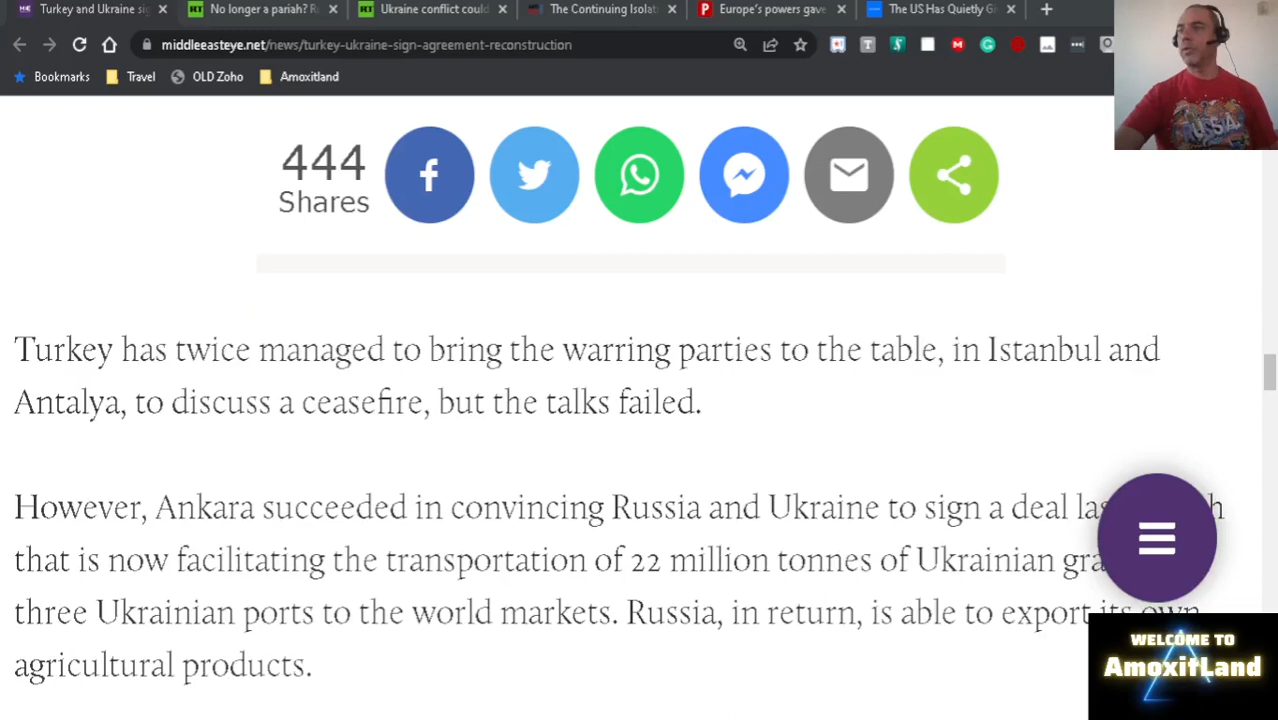 Turkey and Ukraine si
No longer a pariah? R
Ukraine conflict could
The Continuing Isolat
Europe's powers gave
The US Has Quietly Gi
middleeasteye.net/news/turkey-ukraine-sign-agreement-reconstruction
Bookmarks Travel OLD Zoho Amoxitland
444
Shares
Turkey has twice managed to bring the warring parties to the table, in Istanbul and
Antalya, to discuss a ceasefire, but the talks failed.
However, Ankara succeeded in convincing Russia and Ukraine to sign a deal
that is now facilitating the transportation of 22 million tonnes of Ukrainian
three Ukrainian ports to the world markets. Russia, in return, is able to export its own
agricultural products.
U.S.A.
WELCOME TO
AmoxitLand